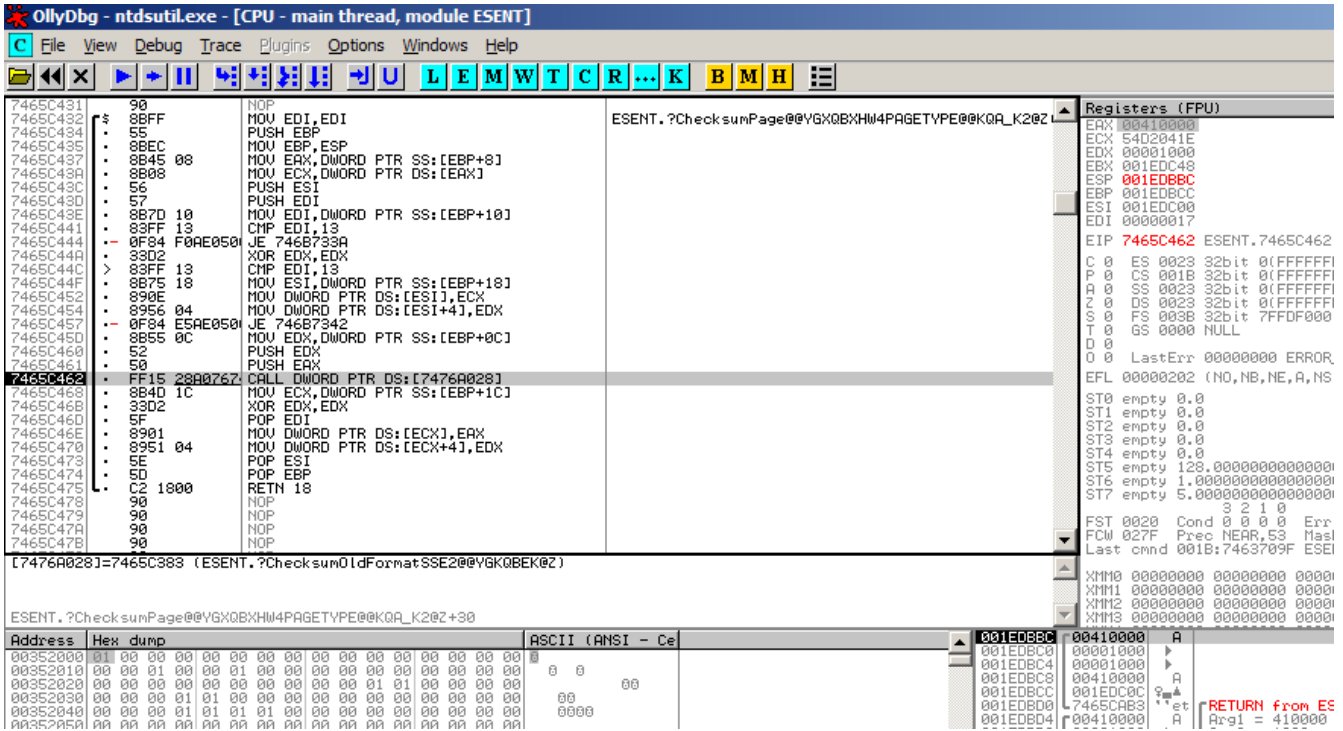 OllyDbg - ntdsutil.exe - [CPU - main thread, module ESENT]
C File View Debug Trace Plugins Options Windows Help
L E M W T C R ... K B M H
7465C431 90 NOP
7465C432 $ 8BFF MOV EDI,EDI ESENT.?ChecksumPage@@YGXQBXHW4PAGETYPE@@KQA_K2@Z
7465C434 . 55 PUSH EBP
7465C435 . 8BEC MOV EBP,ESP
7465C437 . 8B45 08 MOV EAX,DWORD PTR SS:[EBP+8]
7465C43A . 8B08 MOV ECX,DWORD PTR DS:[EAX]
7465C43C . 56 PUSH ESI
7465C43D . 57 PUSH EDI
7465C43E . 8B7D 10 MOV EDI,DWORD PTR SS:[EBP+10]
7465C441 . 83FF 13 CMP EDI,13
7465C444 .- 0F84 F0AE050 JE 746B733A
7465C44A . 33D2 XOR EDX,EDX
7465C44C > 83FF 13 CMP EDI,13
7465C44F . 8B75 18 MOV ESI,DWORD PTR SS:[EBP+18]
7465C452 . 890E MOV DWORD PTR DS:[ESI],ECX
7465C454 . 8956 04 MOV DWORD PTR DS:[ESI+4],EDX
7465C457 .- 0F84 E5AE050 JE 746B7342
7465C45D . 8B55 0C MOV EDX,DWORD PTR SS:[EBP+0C]
7465C460 . 52 PUSH EDX
7465C461 . 50 PUSH EAX
7465C462 . FF15 28A07674 CALL DWORD PTR DS:[7476A028]
7465C468 . 8B4D 1C MOV ECX,DWORD PTR SS:[EBP+1C]
7465C46B . 33D2 XOR EDX,EDX
7465C46D . 5F POP EDI
7465C46E . 8901 MOV DWORD PTR DS:[ECX],EAX
7465C470 . 8951 04 MOV DWORD PTR DS:[ECX+4],EDX
7465C473 . 5E POP ESI
7465C474 . 5D POP EBP
7465C475 . C2 1800 RETN 18
7465C478 90 NOP
7465C479 90 NOP
7465C47A 90 NOP
7465C47B 90 NOP
[7476A028]=7465C383 (ESENT.?ChecksumOldFormatSSE2@@YGKQBEK@Z)
ESENT.?ChecksumPage@@YGXQBXHW4PAGETYPE@@KQA_K2@Z+30
Registers (FPU)
EAX 00410000
ECX 54D2041E
EDX 00001000
EBX 001EDC48
ESP 001EDBBC
EBP 001EDBCC
ESI 001EDC00
EDI 00000017
EIP 7465C462 ESENT.7465C462
C 0 ES 0023 32bit 0(FFFFFF
P 0 CS 001B 32bit 0(FFFFFF
A 0 SS 0023 32bit 0(FFFFFF
Z 0 DS 0023 32bit 0(FFFFFF
S 0 FS 003B 32bit 7FFDF000
T 0 GS 0000 NULL
D 0
O 0 LastErr 00000000 ERROR_
EFL 00000202 (NO,NB,NE,A,NS
ST0 empty 0.0
ST1 empty 0.0
ST2 empty 0.0
ST3 empty 0.0
ST4 empty 0.0
ST5 empty 128.0000000000000
ST6 empty 1.000000000000000
ST7 empty 5.000000000000000
3 2 1 0
FST 0020 Cond 0 0 0 0 Err
FCW 027F Prec NEAR,53 Mas
Last cmnd 001B:7463709F ESE
XMM0 00000000 00000000 0000
XMM1 00000000 00000000 0000
XMM2 00000000 00000000 0000
XMM3 00000000 00000000 0000
Address Hex dump ASCII (ANSI - Ce
00352000 01 00 00 00 00 00 00 00 00 00 00 00 00 00 00 00
00352010 00 00 01 00 00 01 00 00 00 00 00 00 00 00 00 00
00352020 00 00 00 00 00 00 00 00 00 01 01 00 00 00 00 00
00352030 00 00 00 01 01 00 00 00 00 00 00 00 00 00 00 00
00352040 00 00 00 01 01 01 01 00 00 00 00 00 00 00 00 00
001EDBBC 00410000 A
001EDBC0 00001000
001EDBC4 00001000
001EDBC8 00410000 A
001EDBCC 001EDC0C
001EDBD0 7465CAB3 et RETURN from ES
001EDBD4 00410000 A Arg1 = 410000